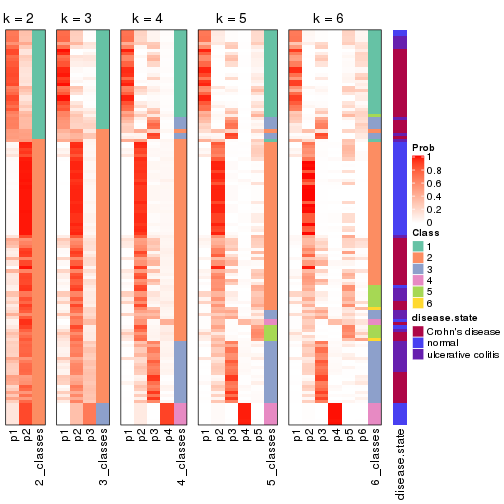 k = 2
k = 3
k = 4
k = 5
k = 6
Prob
1
0.8
0.6
0.4
0.2
0
Class
1
2
3
4
5
6
disease.state
Crohn's disease
normal
ulcerative colitis
p1
p2
2_classes
p1
p2
p3
3_classes
p1
p2
p3
p4
4_classes
p1
p2
p3
p4
p5
5_classes
p1
p2
p3
p4
p5
p6
6_classes
disease.state